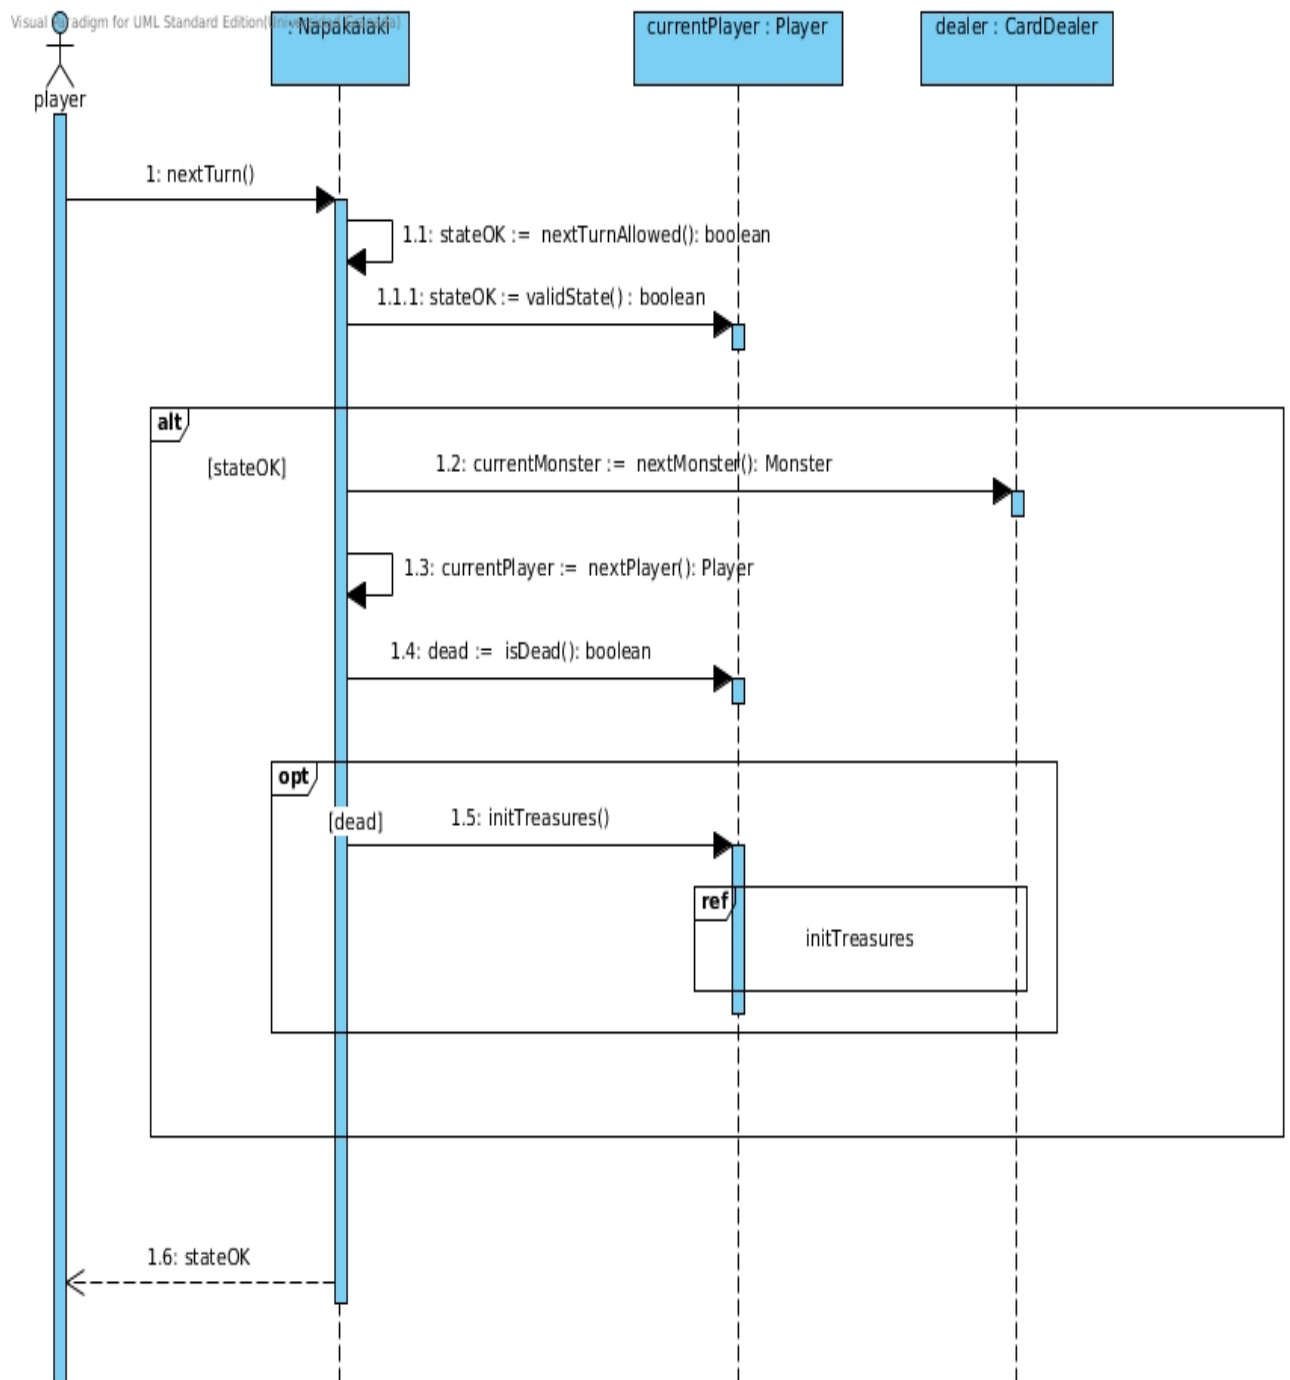 Visual Paradigm for UML Standard Edition(Universidad Granada)
: Napakalaki
currentPlayer : Player
dealer : CardDealer
player
1: nextTurn()
1.1: stateOK := nextTurnAllowed(): boolean
1.1.1: stateOK := validState() : boolean
alt
[stateOK]
1.2: currentMonster := nextMonster(): Monster
1.3: currentPlayer := nextPlayer(): Player
1.4: dead := isDead(): boolean
opt
[dead]
1.5: initTreasures()
ref
initTreasures
1.6: stateOK